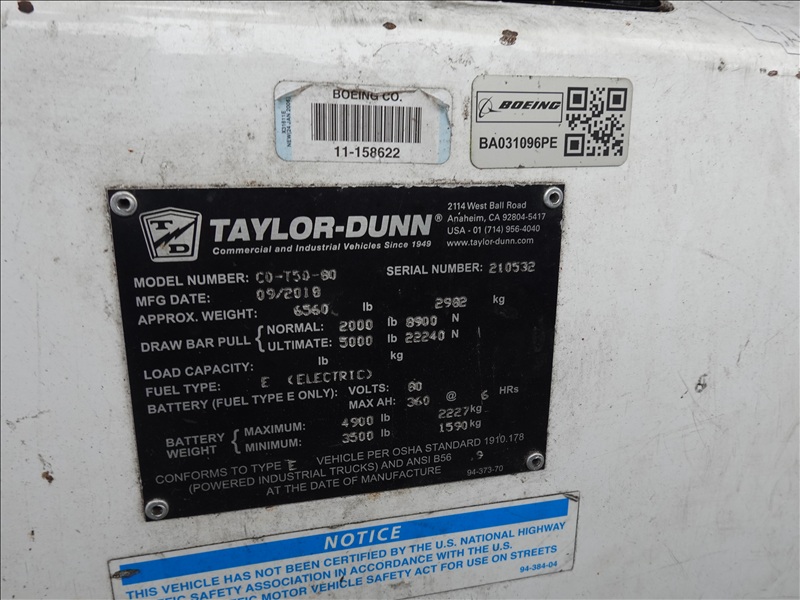 BOEING CO.
11-158622
BOEING
BA031096PE
TD
TAYLOR-DUNN®
Commercial and Industrial Vehicles Since 1949
2114 West Ball Road
Anaheim, CA 92804-5417
USA - 01 (714) 956-4040
www.taylor-dunn.com
MODEL NUMBER: CO-T50-80
SERIAL NUMBER: 210532
MFG DATE: 09/2018
APPROX. WEIGHT: 6560 lb 2982 kg
DRAW BAR PULL { NORMAL: 2000 lb 8900 N
ULTIMATE: 5000 lb 22240 N
LOAD CAPACITY: lb kg
FUEL TYPE: E (ELECTRIC)
BATTERY (FUEL TYPE E ONLY): VOLTS: 80
MAX AH: 360 @ 6 HRs
BATTERY WEIGHT { MAXIMUM: 4900 lb 2227 kg
MINIMUM: 3500 lb 1590 kg
CONFORMS TO TYPE E VEHICLE PER OSHA STANDARD 1910.178
(POWERED INDUSTRIAL TRUCKS) AND ANSI B56 .9
AT THE DATE OF MANUFACTURE
94-373-70
NOTICE
THIS VEHICLE HAS NOT BEEN CERTIFIED BY THE U.S. NATIONAL HIGHWAY
TRAFFIC SAFETY ASSOCIATION IN ACCORDANCE WITH THE U.S.
MOTOR VEHICLE SAFETY ACT FOR USE ON STREETS
94-384-04